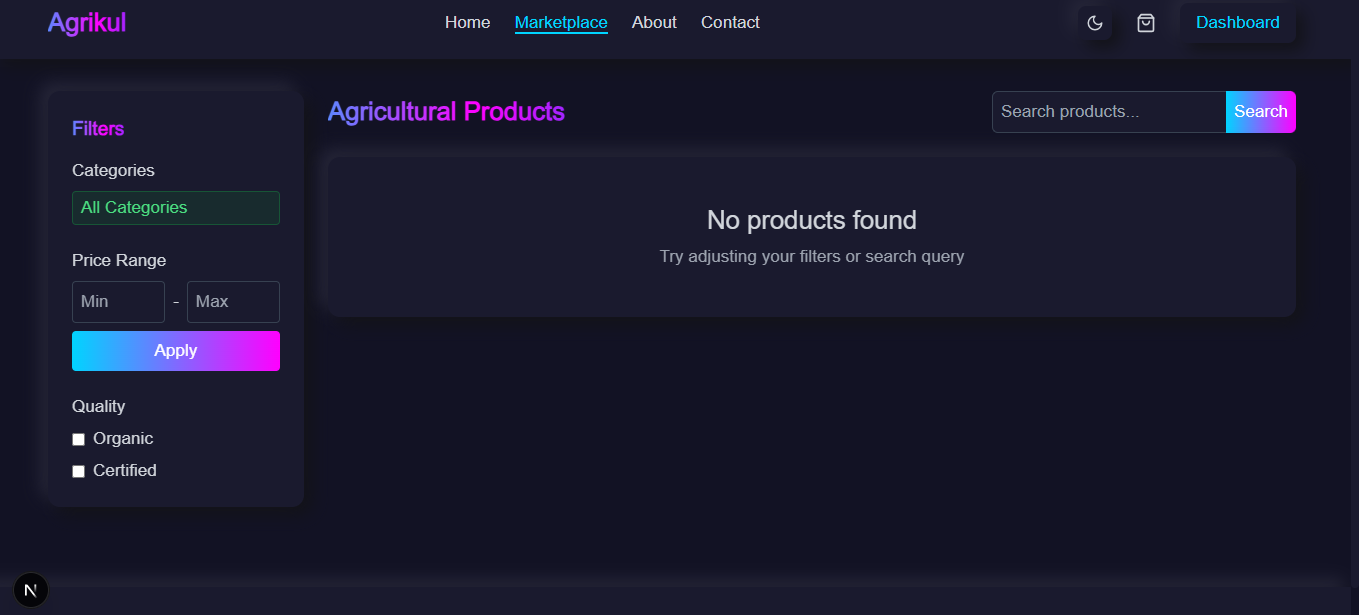 Agrikul
Home Marketplace About Contact
Dashboard
Filters
Categories
All Categories
Price Range
Min - Max
Apply
Quality
Organic
Certified
Agricultural Products
Search products... Search
No products found
Try adjusting your filters or search query
N